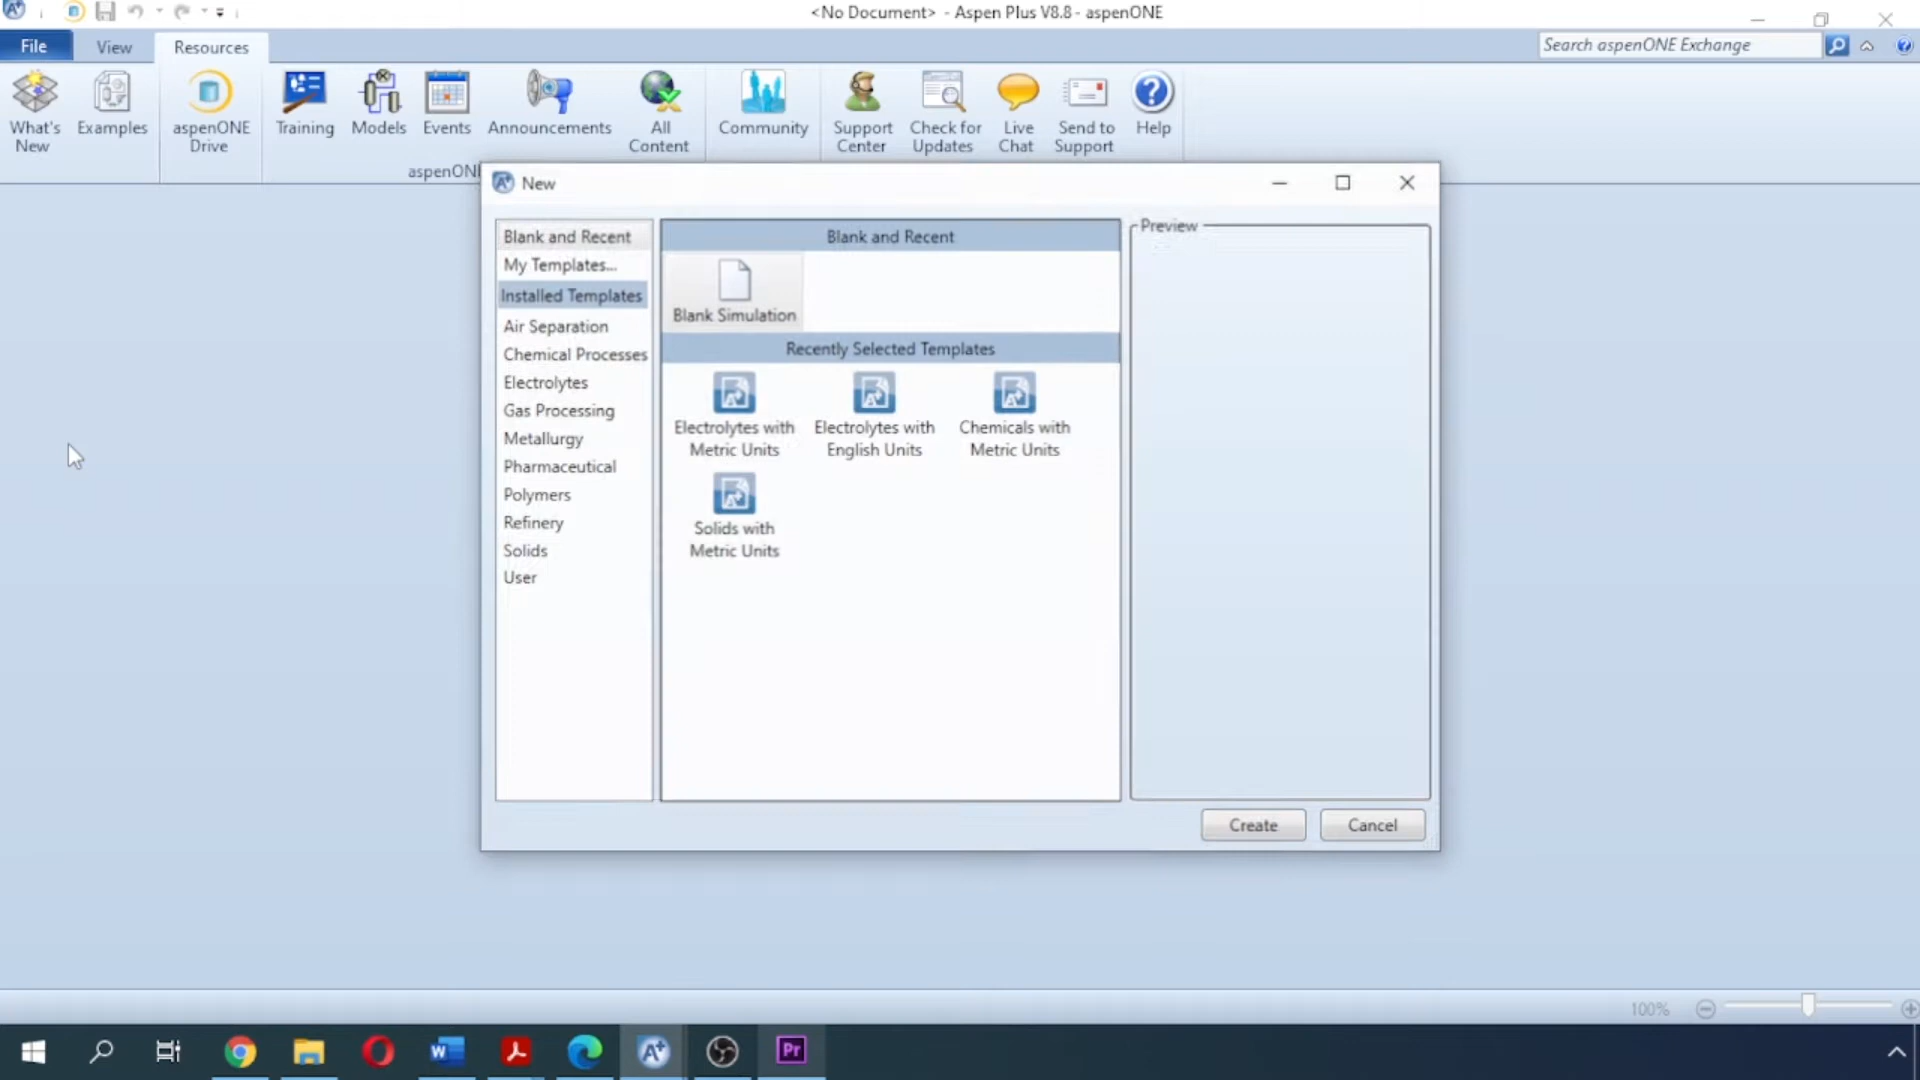 <No Document> - Aspen Plus V8.8 - aspenONE
File
View
Resources
Search aspenONE Exchange
What's
New
Examples
aspenONE
Drive
Training
Models
Events
Announcements
All
Content
Community
Support
Center
Check for
Updates
Live
Chat
Send to
Support
Help
New
Blank and Recent
My Templates...
Installed Templates
Air Separation
Chemical Processes
Electrolytes
Gas Processing
Metallurgy
Pharmaceutical
Polymers
Refinery
Solids
User
Blank and Recent
Blank Simulation
Recently Selected Templates
Electrolytes with
Metric Units
Electrolytes with
English Units
Chemicals with
Metric Units
Solids with
Metric Units
Preview
Create
Cancel
100%
Pr